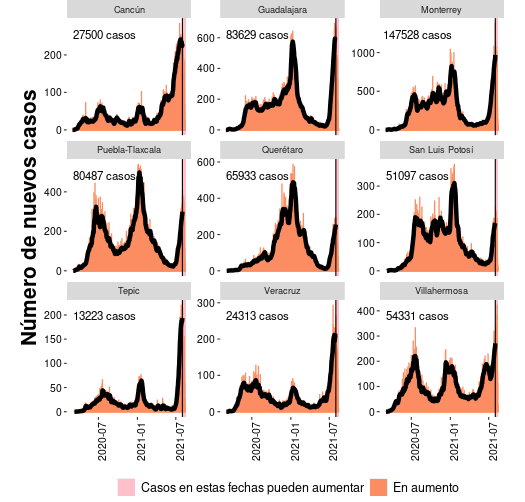 Número de nuevos casos
Cancún Guadalajara Monterrey
27500 casos 83629 casos 147528 casos
200 600 1000
100 400 500
0 200 0
0
Puebla-Tlaxcala Querétaro San Luis Potosí
80487 casos 65933 casos 51097 casos
400 600 300
200 400 200
0 200 100
0 0
Tepic Veracruz Villahermosa
13223 casos 24313 casos 54331 casos
200 300 400
150 200 300
100 100 200
50 0 100
0 0
2020-07 2021-01 2021-07 2020-07 2021-01 2021-07 2020-07 2021-01 2021-07
Casos en estas fechas pueden aumentar En aumento